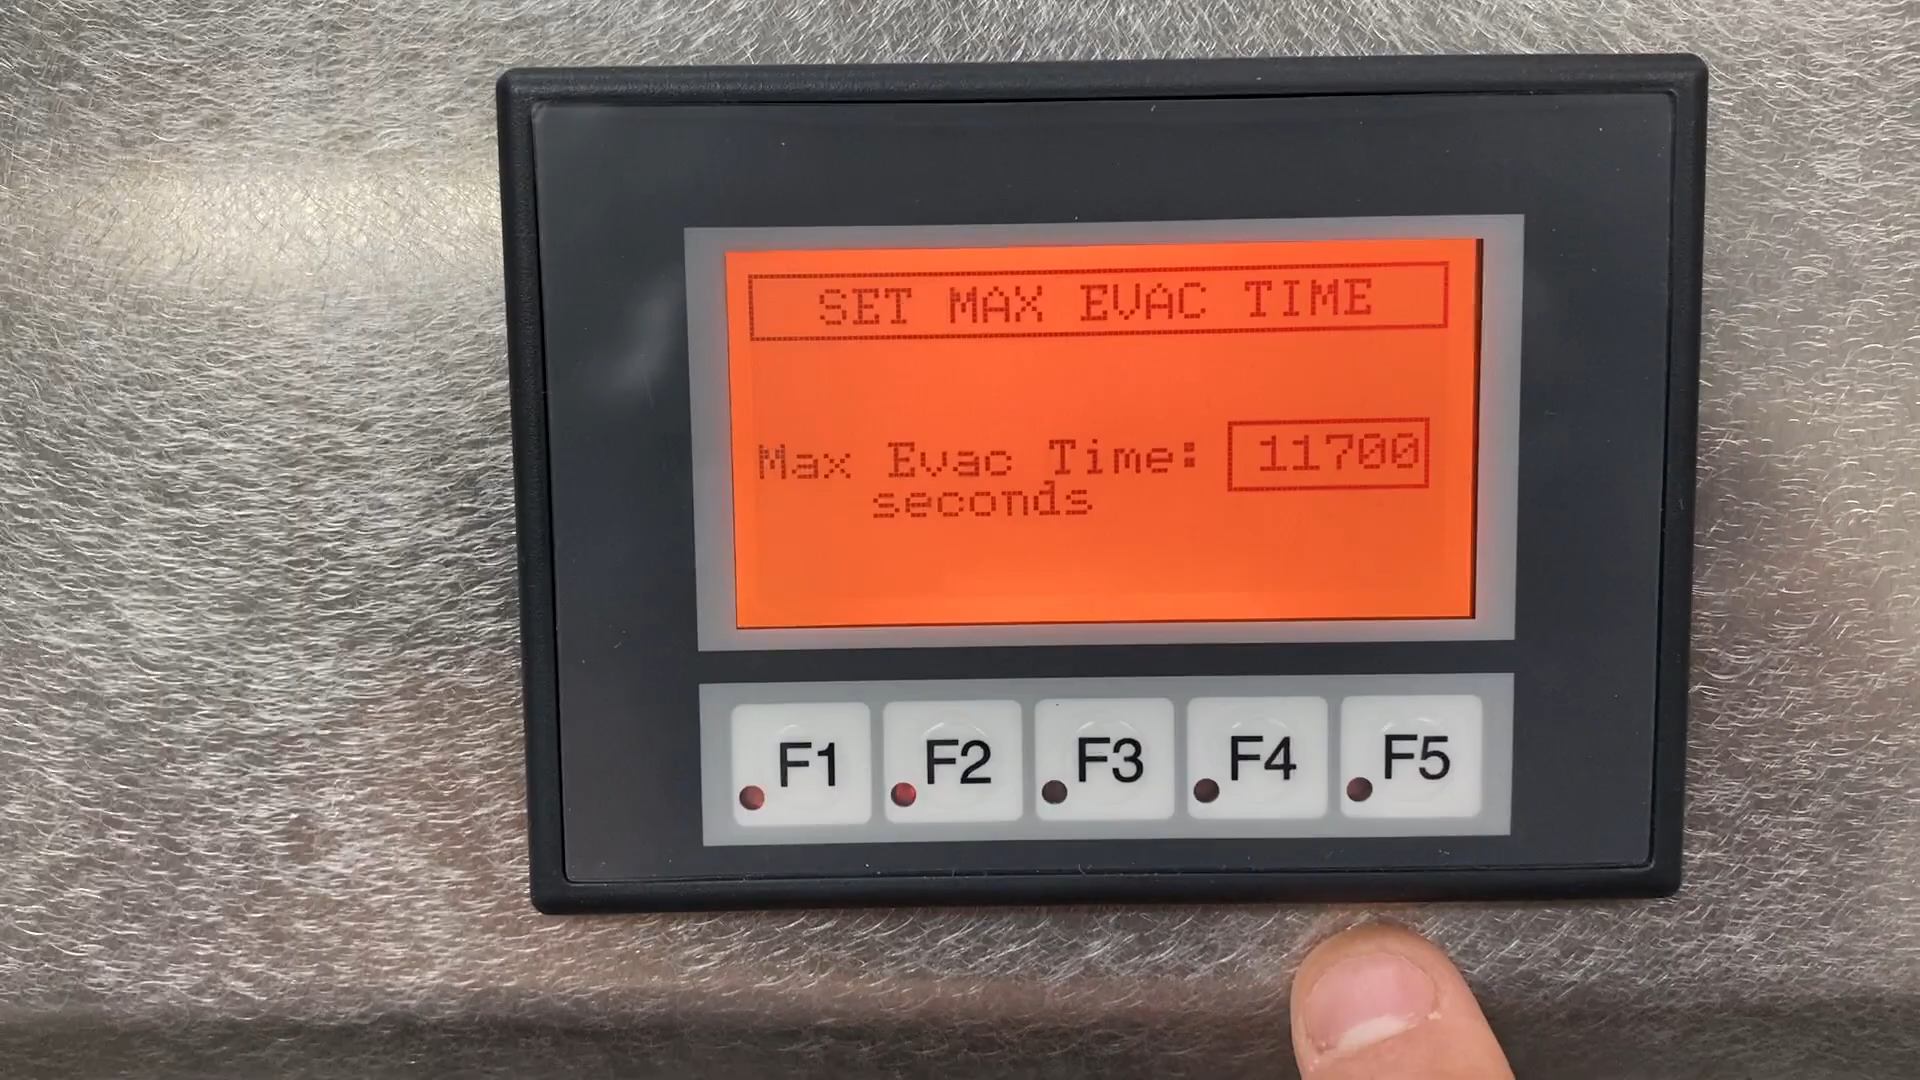 SET MAX EVAC TIME
Max Evac Time: 11700
seconds
F1 F2 F3 F4 F5